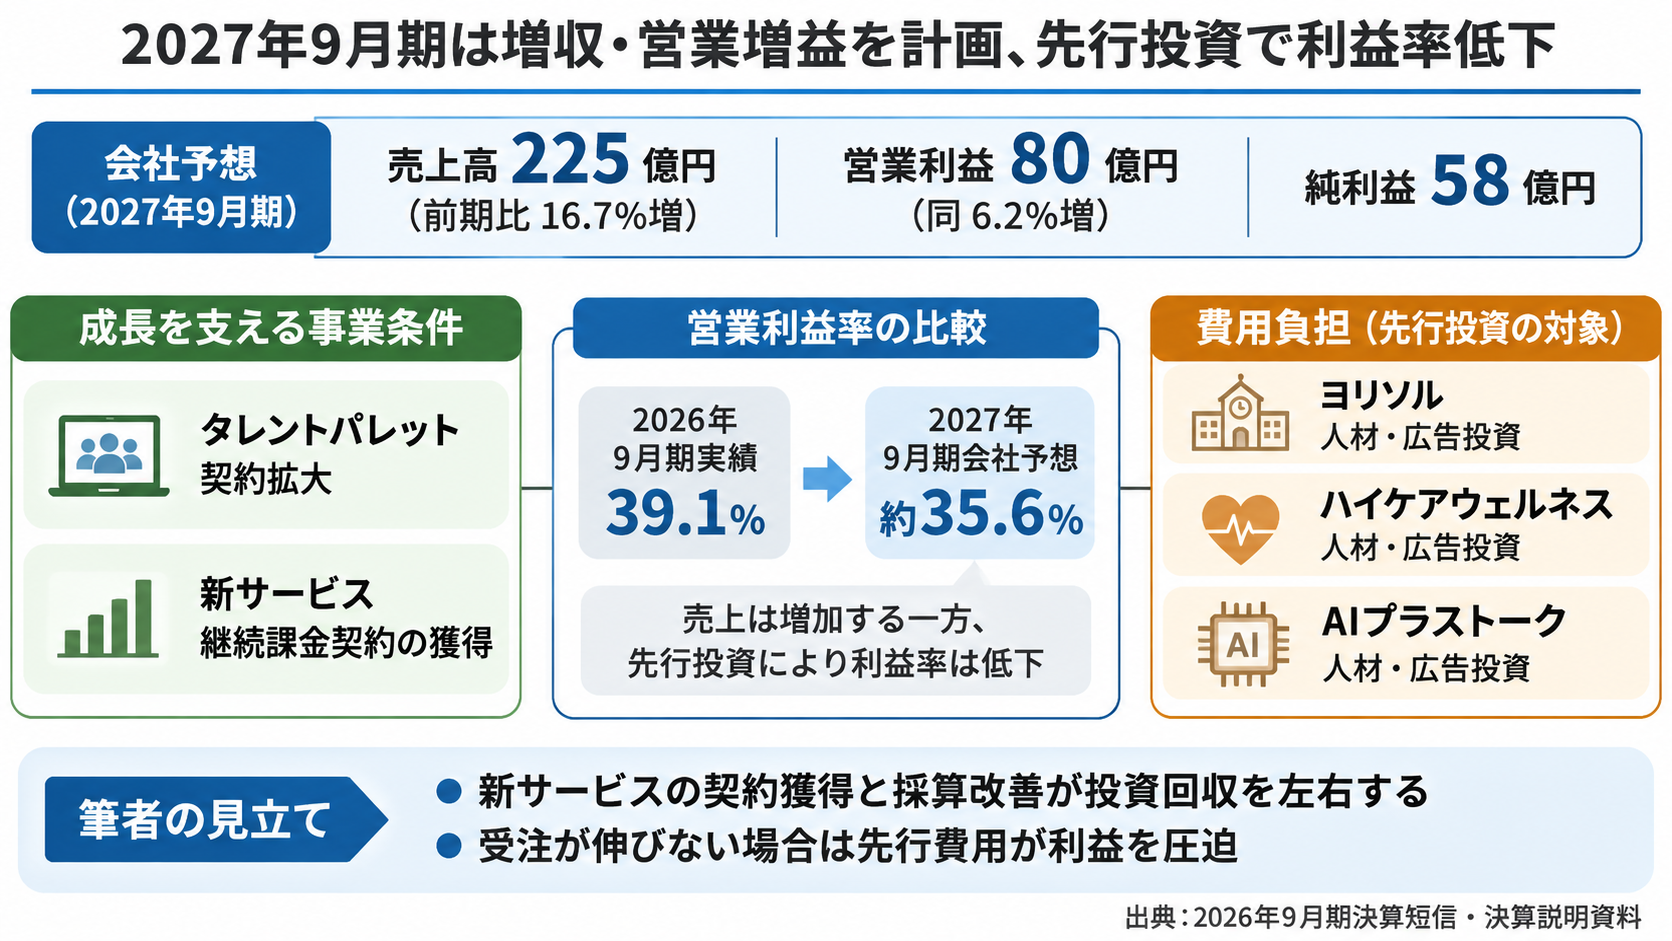 2027年9月期は増収・営業増益を計画、先行投資で利益率低下
会社予想
（2027年9月期）
売上高 225 億円
（前期比 16.7%増）
営業利益 80 億円
（同 6.2%増）
純利益 58 億円
成長を支える事業条件
タレントパレット
契約拡大
新サービス
継続課金契約の獲得
営業利益率の比較
2026年
9月期実績
39.1%
2027年
9月期会社予想
約35.6%
売上は増加する一方、
先行投資により利益率は低下
費用負担（先行投資の対象）
ヨリソル
人材・広告投資
ハイケアウェルネス
人材・広告投資
AI
AIプラストーク
人材・広告投資
筆者の見立て
● 新サービスの契約獲得と採算改善が投資回収を左右する
● 受注が伸びない場合は先行費用が利益を圧迫
出典：2026年9月期決算短信・決算説明資料